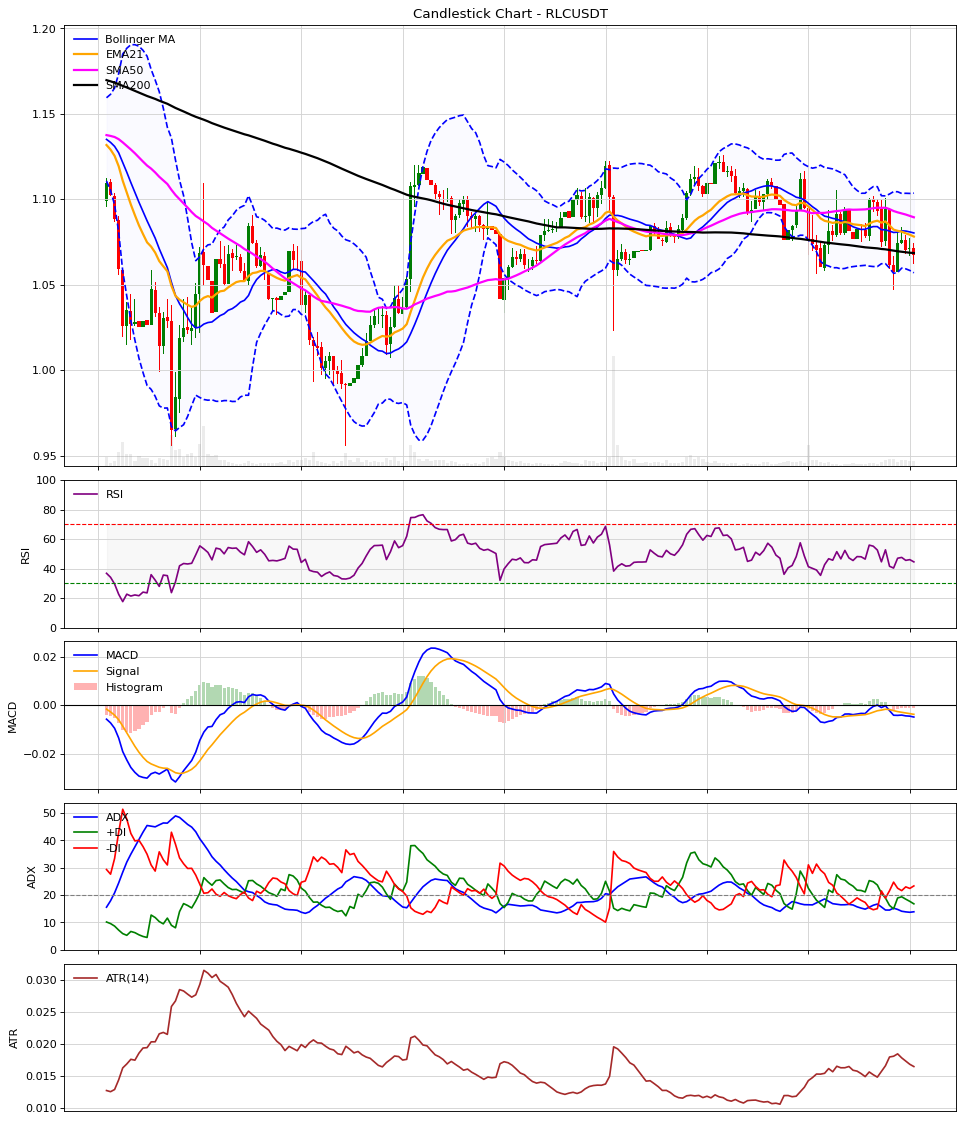 Candlestick Chart - RLCUSDT
1.20
1.15
1.10
1.05
1.00
0.95
Bollinger MA
EMA21
SMA50
SMA200
100
80
60
40
20
0
RSI
RSI
0.02
0.00
−0.02
MACD
MACD
Signal
Histogram
50
40
30
20
10
0
ADX
ADX
+DI
-DI
0.030
0.025
0.020
0.015
0.010
ATR
ATR(14)